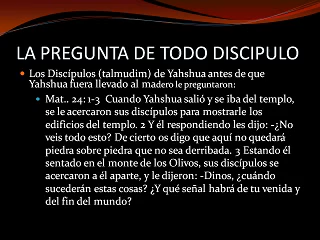 LA PREGUNTA DE TODO DISCIPULO
Los Discípulos (talmudim) de Yahshua antes de que
Yahshua fuera llevado al madero le preguntaron:
Mat.. 24: 1-3 Cuando Yahshua salió y se iba del templo,
se le acercaron sus discípulos para mostrarle los
edificios del templo. 2 Y él respondiendo les dijo: -¿No
veis todo esto? De cierto os digo que aquí no quedará
piedra sobre piedra que no sea derribada. 3 Estando él
sentado en el monte de los Olivos, sus discípulos se
acercaron a él aparte, y le dijeron: -Dinos, ¿cuándo
sucederán estas cosas? ¿Y qué señal habrá de tu venida y
del fin del mundo?